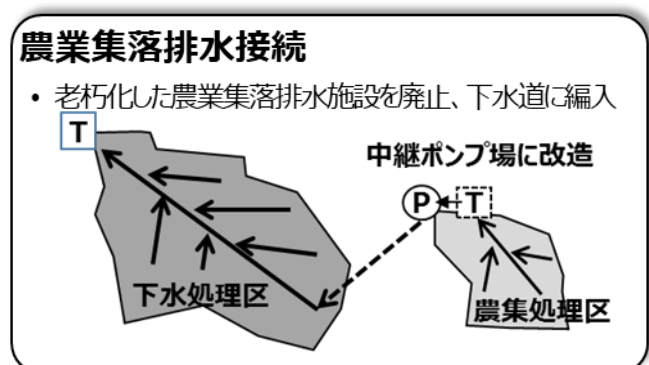 農業集落排水接続
• 老朽化した農業集落排水施設を廃止、下水道に編入
T
中継ポンプ場に改造
P
T
下水処理区
農集処理区